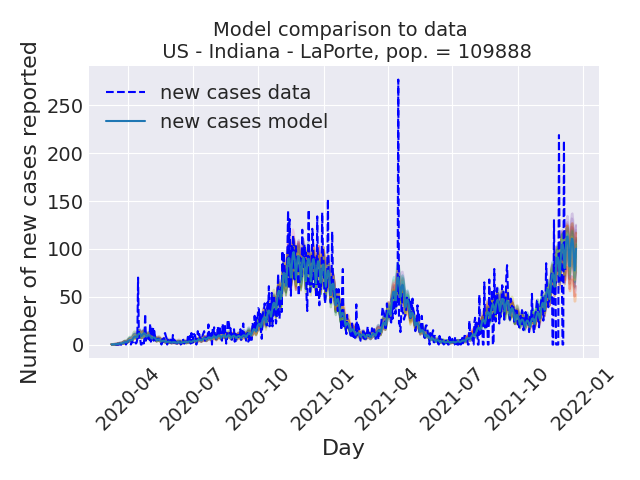 Model comparison to data
US - Indiana - LaPorte, pop. = 109888
Number of new cases reported
new cases data
new cases model
250
200
150
100
50
0
2020-04
2020-07
2020-10
2021-01
2021-04
2021-07
2021-10
2022-01
Day